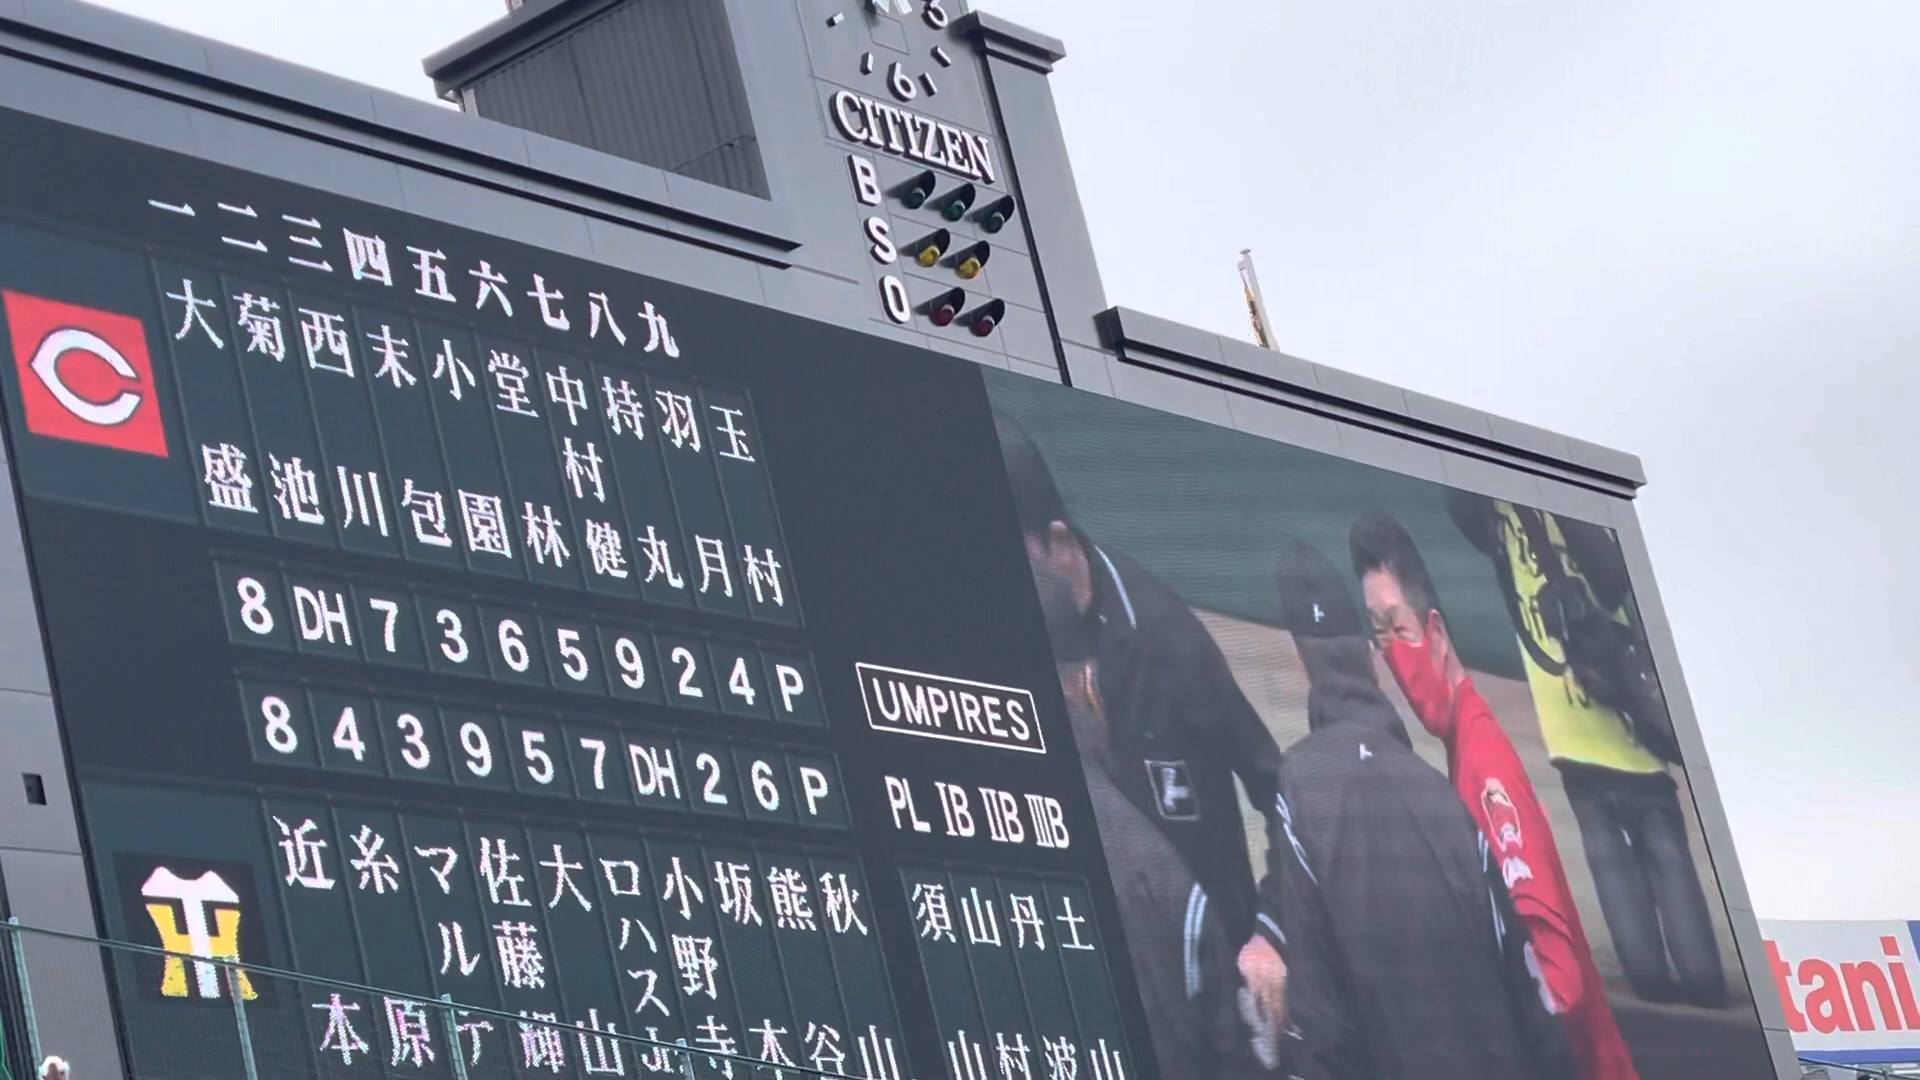 3
6
CITIZEN
B
S
O
一 二 三 四 五 六 七 八 九
C
大盛 菊池 西川 末包 小園 堂林 中村健 持丸 羽月 玉村
8 DH 7 3 6 5 9 2 4 P
8 4 3 9 5 7 DH 2 6 P
近本 糸原 マルテ 佐藤輝 大山 ロハスJr. 小野寺 坂本 熊谷 秋山
UMPIRES
PL ⅠB ⅡB ⅢB
須山 山村 丹波 土山
tani